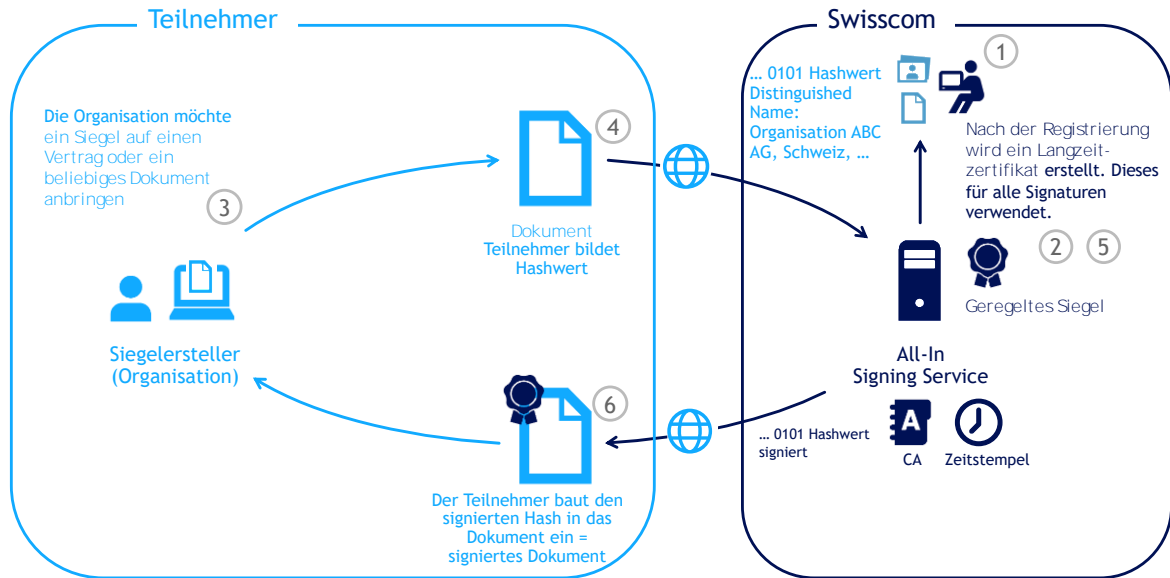 Teilnehmer
Swisscom
Die Organisation möchte
ein Siegel auf einen
Vertrag oder ein
beliebiges Dokument
anbringen
3
4
Dokument
Teilnehmer bildet
Hashwert
Siegelersteller
(Organisation)
6
Der Teilnehmer baut den
signierten Hash in das
Dokument ein =
signiertes Dokument
… 0101 Hashwert
Distinguished
Name:
Organisation ABC
AG, Schweiz, …
1
Nach der Registrierung
wird ein Langzeit-
zertifikat erstellt. Dieses
für alle Signaturen
verwendet.
2
5
Geregeltes Siegel
All-In
Signing Service
… 0101 Hashwert
signiert
A
CA
Zeitstempel